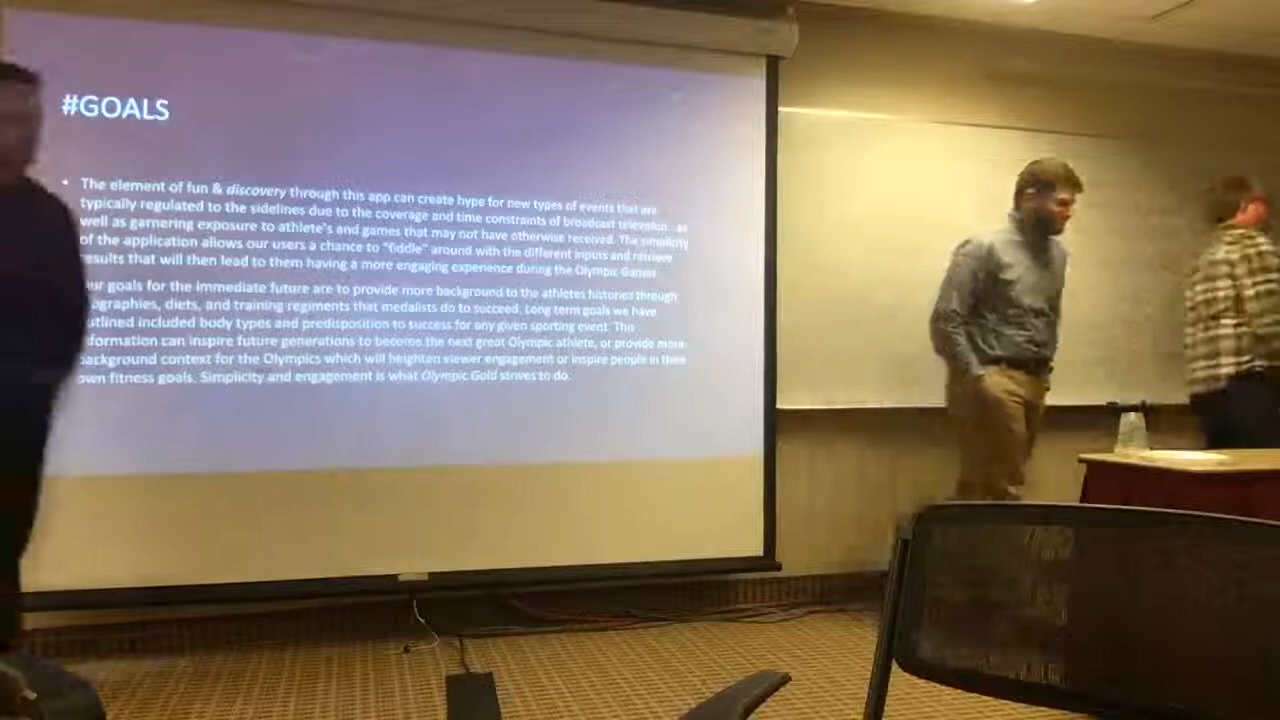 #GOALS
• The element of fun & discovery through this app can create hype for new types of events that are
typically regulated to the sidelines due to the coverage and time constraints of broadcast television as
well as garnering exposure to athlete's and games that may not have otherwise received. The simplicity
of the application allows our users a chance to "fiddle" around with the different inputs and retrieve
results that will then lead to them having a more engaging experience during the Olympic Games
ur goals for the immediate future are to provide more background to the athletes histories through
ographies, diets, and training regiments that medalists do to succeed. Long term goals we have
utlined included body types and predisposition to success for any given sporting event. This
nformation can inspire future generations to become the next great Olympic athlete, or provide more
background context for the Olympics which will heighten viewer engagement or inspire people in their
own fitness goals. Simplicity and engagement is what Olympic Gold strives to do.